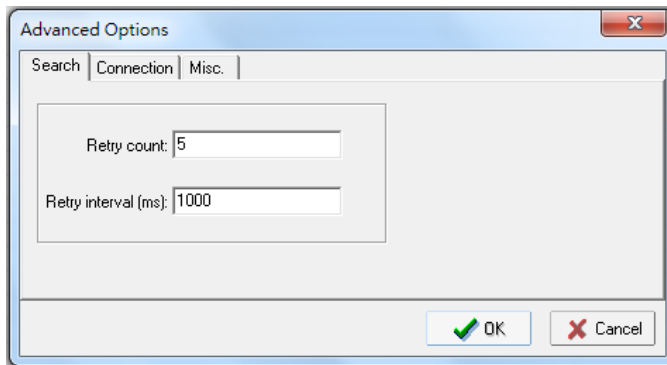 Advanced Options
Search Connection Misc.
Retry count: 5
Retry interval (ms): 1000
OK Cancel